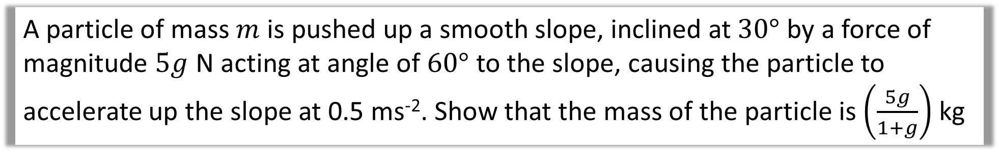 A particle of mass 𝑚 is pushed up a smooth slope, inclined at 30° by a force of
magnitude 5𝑔 N acting at angle of 60° to the slope, causing the particle to
accelerate up the slope at 0.5 ms⁻². Show that the mass of the particle is (5𝑔/1+𝑔) kg